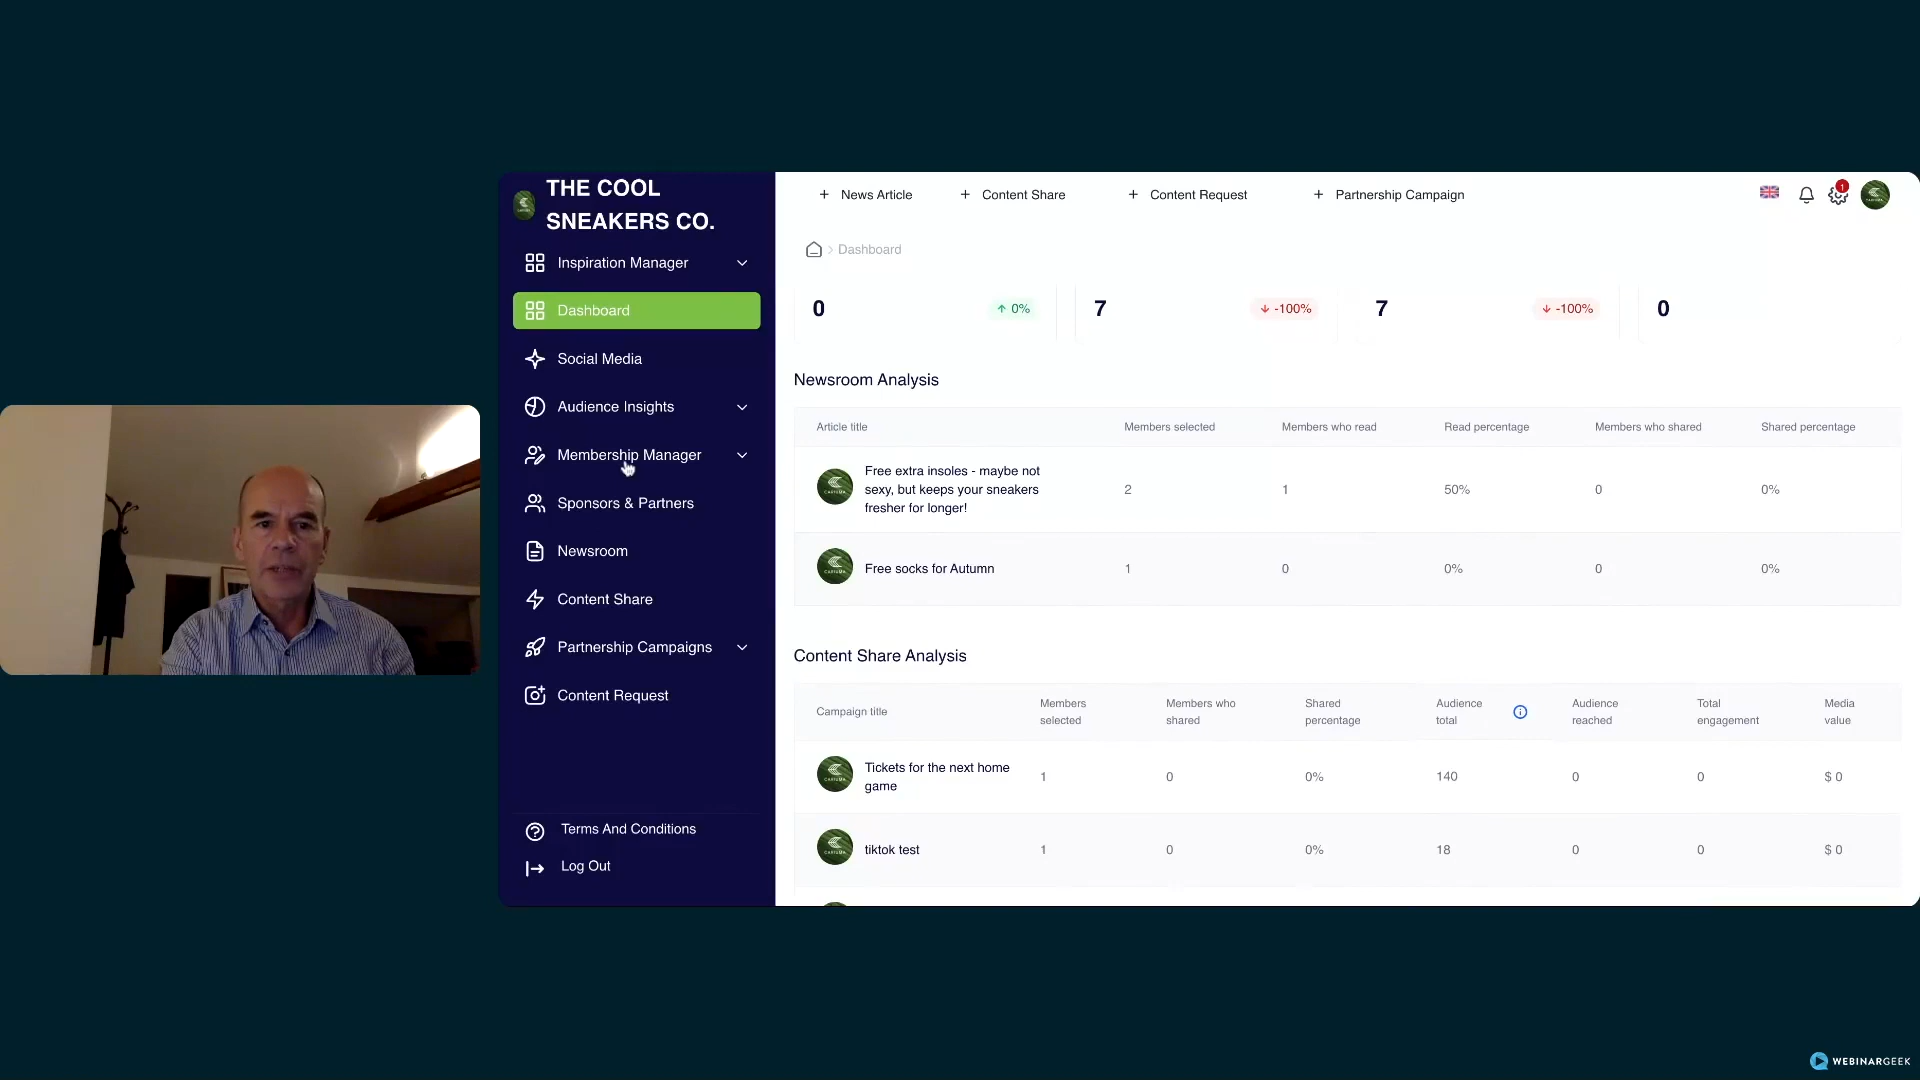 THE COOL
SNEAKERS CO.
Inspiration Manager
Dashboard
Social Media
Audience Insights
Membership Manager
Sponsors & Partners
Newsroom
Content Share
Partnership Campaigns
Content Request
Terms And Conditions
Log Out
+ News Article + Content Share + Content Request + Partnership Campaign 1
> Dashboard
0 ↑ 0% 7 ↓ -100% 7 ↓ -100% 0
Newsroom Analysis
Article title Members selected Members who read Read percentage Members who shared Shared percentage
Free extra insoles - maybe not
sexy, but keeps your sneakers
fresher for longer!
2 1 50% 0 0%
Free socks for Autumn 1 0 0% 0 0%
Content Share Analysis
Campaign title Members selected Members who shared Shared percentage Audience total Audience reached Total engagement Media value
Tickets for the next home
game
1 0 0% 140 0 0 $ 0
tiktok test 1 0 0% 18 0 0 $ 0
WEBINARGEEK